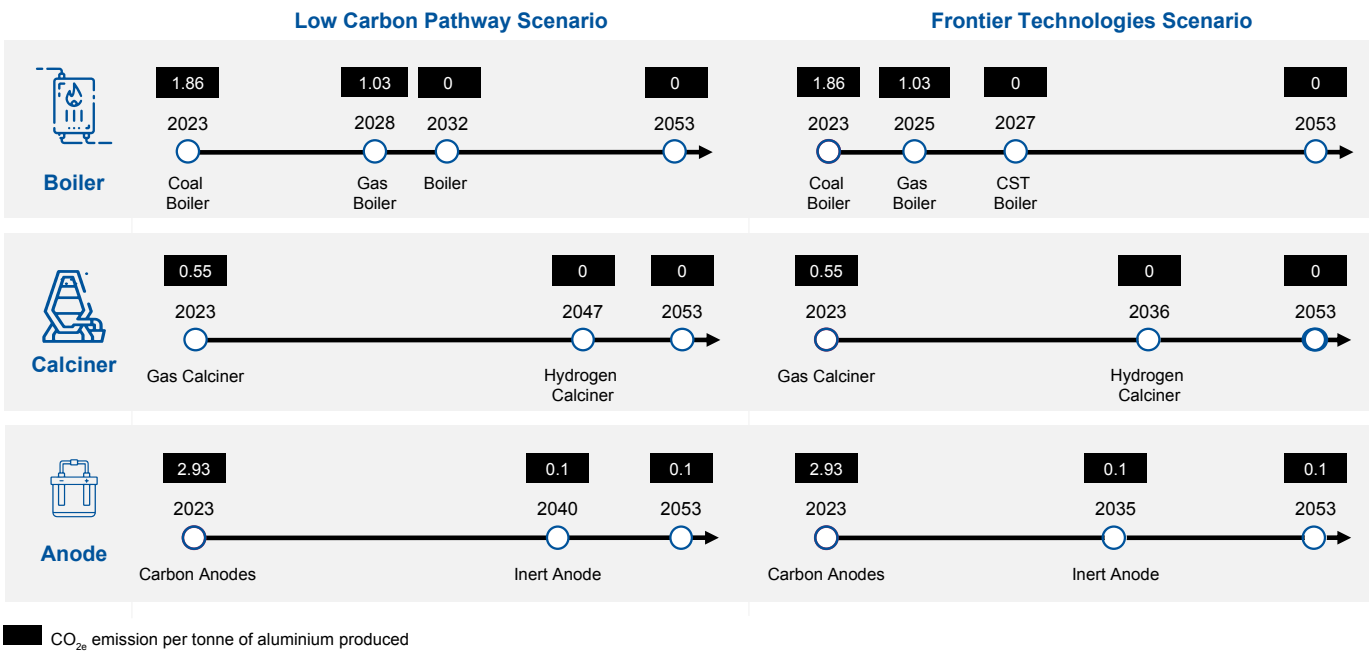 Low Carbon Pathway Scenario
Frontier Technologies Scenario
Boiler
1.86
1.03
0
0
2023
2028
2032
2053
Coal
Boiler
Gas
Boiler
Boiler
1.86
1.03
0
0
2023
2025
2027
2053
Coal
Boiler
Gas
Boiler
CST
Boiler
Calciner
0.55
0
0
2023
2047
2053
Gas Calciner
Hydrogen
Calciner
0.55
0
0
2023
2036
2053
Gas Calciner
Hydrogen
Calciner
Anode
2.93
0.1
0.1
2023
2040
2053
Carbon Anodes
Inert Anode
2.93
0.1
0.1
2023
2035
2053
Carbon Anodes
Inert Anode
CO2e emission per tonne of aluminium produced